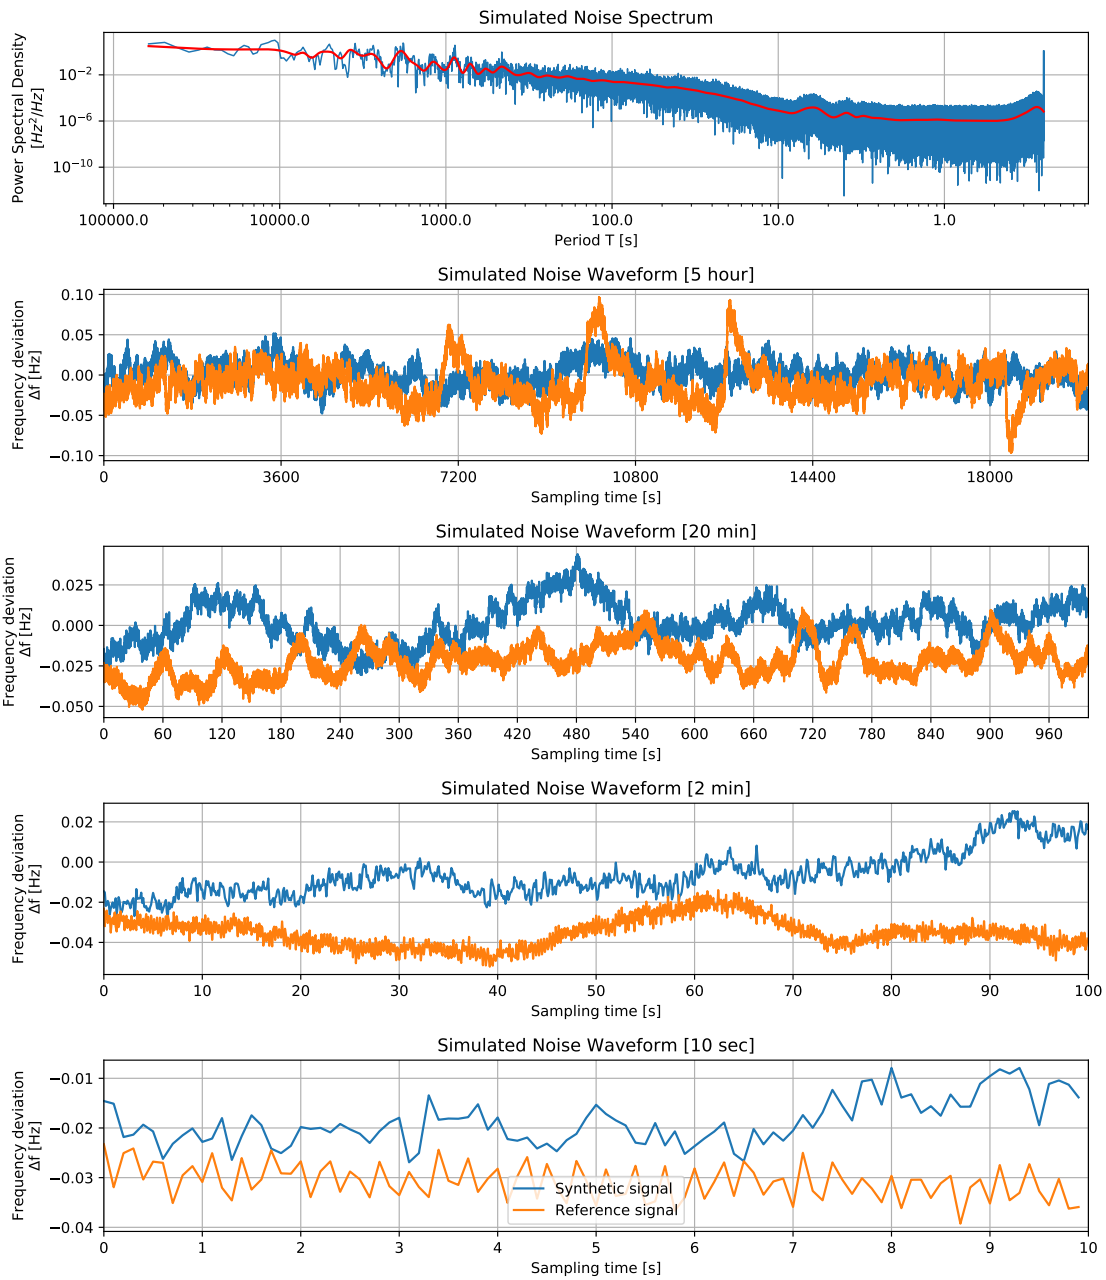 Simulated Noise Spectrum
Power Spectral Density
[Hz²/Hz]
10⁻²
10⁻⁶
10⁻¹⁰
100000.0 10000.0 1000.0 100.0 10.0 1.0
Period T [s]
Simulated Noise Waveform [5 hour]
Frequency deviation
Δf [Hz]
0.10
0.05
0.00
−0.05
−0.10
0 3600 7200 10800 14400 18000
Sampling time [s]
Simulated Noise Waveform [20 min]
Frequency deviation
Δf [Hz]
0.025
0.000
−0.025
−0.050
0 60 120 180 240 300 360 420 480 540 600 660 720 780 840 900 960
Sampling time [s]
Simulated Noise Waveform [2 min]
Frequency deviation
Δf [Hz]
0.02
0.00
−0.02
−0.04
0 10 20 30 40 50 60 70 80 90 100
Sampling time [s]
Simulated Noise Waveform [10 sec]
Frequency deviation
Δf [Hz]
−0.01
−0.02
−0.03
−0.04
Synthetic signal
Reference signal
0 1 2 3 4 5 6 7 8 9 10
Sampling time [s]